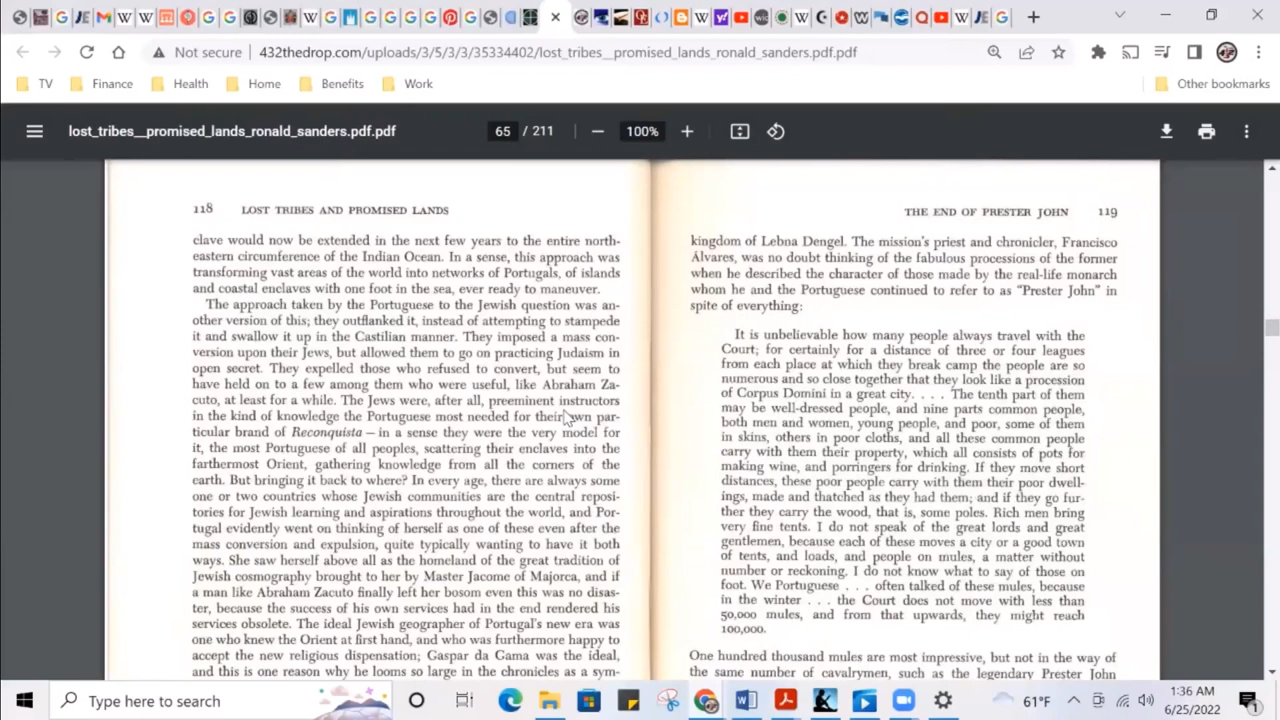 Not secure | 432thedrop.com/uploads/3/5/3/3/35334402/lost_tribes__promised_lands_ronald_sanders.pdf.pdf
TV Finance Health Home Benefits Work Other bookmarks
lost_tribes__promised_lands_ronald_sanders.pdf.pdf 65 / 211 100%
118 LOST TRIBES AND PROMISED LANDS
clave would now be extended in the next few years to the entire north-
eastern circumference of the Indian Ocean. In a sense, this approach was
transforming vast areas of the world into networks of Portugals, of islands
and coastal enclaves with one foot in the sea, ever ready to maneuver.
The approach taken by the Portuguese to the Jewish question was an-
other version of this; they outflanked it, instead of attempting to stampede
it and swallow it up in the Castilian manner. They imposed a mass con-
version upon their Jews, but allowed them to go on practicing Judaism in
open secret. They expelled those who refused to convert, but seem to
have held on to a few among them who were useful, like Abraham Za-
cuto, at least for a while. The Jews were, after all, preeminent instructors
in the kind of knowledge the Portuguese most needed for their own par-
ticular brand of Reconquista — in a sense they were the very model for
it, the most Portuguese of all peoples, scattering their enclaves into the
farthermost Orient, gathering knowledge from all the corners of the
earth. But bringing it back to where? In every age, there are always some
one or two countries whose Jewish communities are the central reposi-
tories for Jewish learning and aspirations throughout the world, and Por-
tugal evidently went on thinking of herself as one of these even after the
mass conversion and expulsion, quite typically wanting to have it both
ways. She saw herself above all as the homeland of the great tradition of
Jewish cosmography brought to her by Master Jacome of Majorca, and if
a man like Abraham Zacuto finally left her bosom even this was no disas-
ter, because the success of his own services had in the end rendered his
services obsolete. The ideal Jewish geographer of Portugal's new era was
one who knew the Orient at first hand, and who was furthermore happy to
accept the new religious dispensation; Gaspar da Gama was the ideal,
and this is one reason why he looms so large in the chronicles as a sym-
THE END OF PRESTER JOHN 119
kingdom of Lebna Dengel. The mission's priest and chronicler, Francisco
Álvares, was no doubt thinking of the fabulous processions of the former
when he described the character of those made by the real-life monarch
whom he and the Portuguese continued to refer to as "Prester John" in
spite of everything:
It is unbelievable how many people always travel with the
Court; for certainly for a distance of three or four leagues
from each place at which they break camp the people are so
numerous and so close together that they look like a procession
of Corpus Domini in a great city. . . . The tenth part of them
may be well-dressed people, and nine parts common people,
both men and women, young people, and poor, some of them
in skins, others in poor cloths, and all these common people
carry with them their property, which all consists of pots for
making wine, and porringers for drinking. If they move short
distances, these poor people carry with them their poor dwell-
ings, made and thatched as they had them; and if they go fur-
ther they carry the wood, that is, some poles. Rich men bring
very fine tents. I do not speak of the great lords and great
gentlemen, because each of these moves a city or a good town
of tents, and loads, and people on mules, a matter without
number or reckoning. I do not know what to say of those on
foot. We Portuguese . . . often talked of these mules, because
in the winter . . . the Court does not move with less than
50,000 mules, and from that upwards, they might reach
100,000.
One hundred thousand mules are most impressive, but not in the way of
the same number of cavalrymen, such as the legendary Prester John
Type here to search 61°F 1:36 AM
6/25/2022